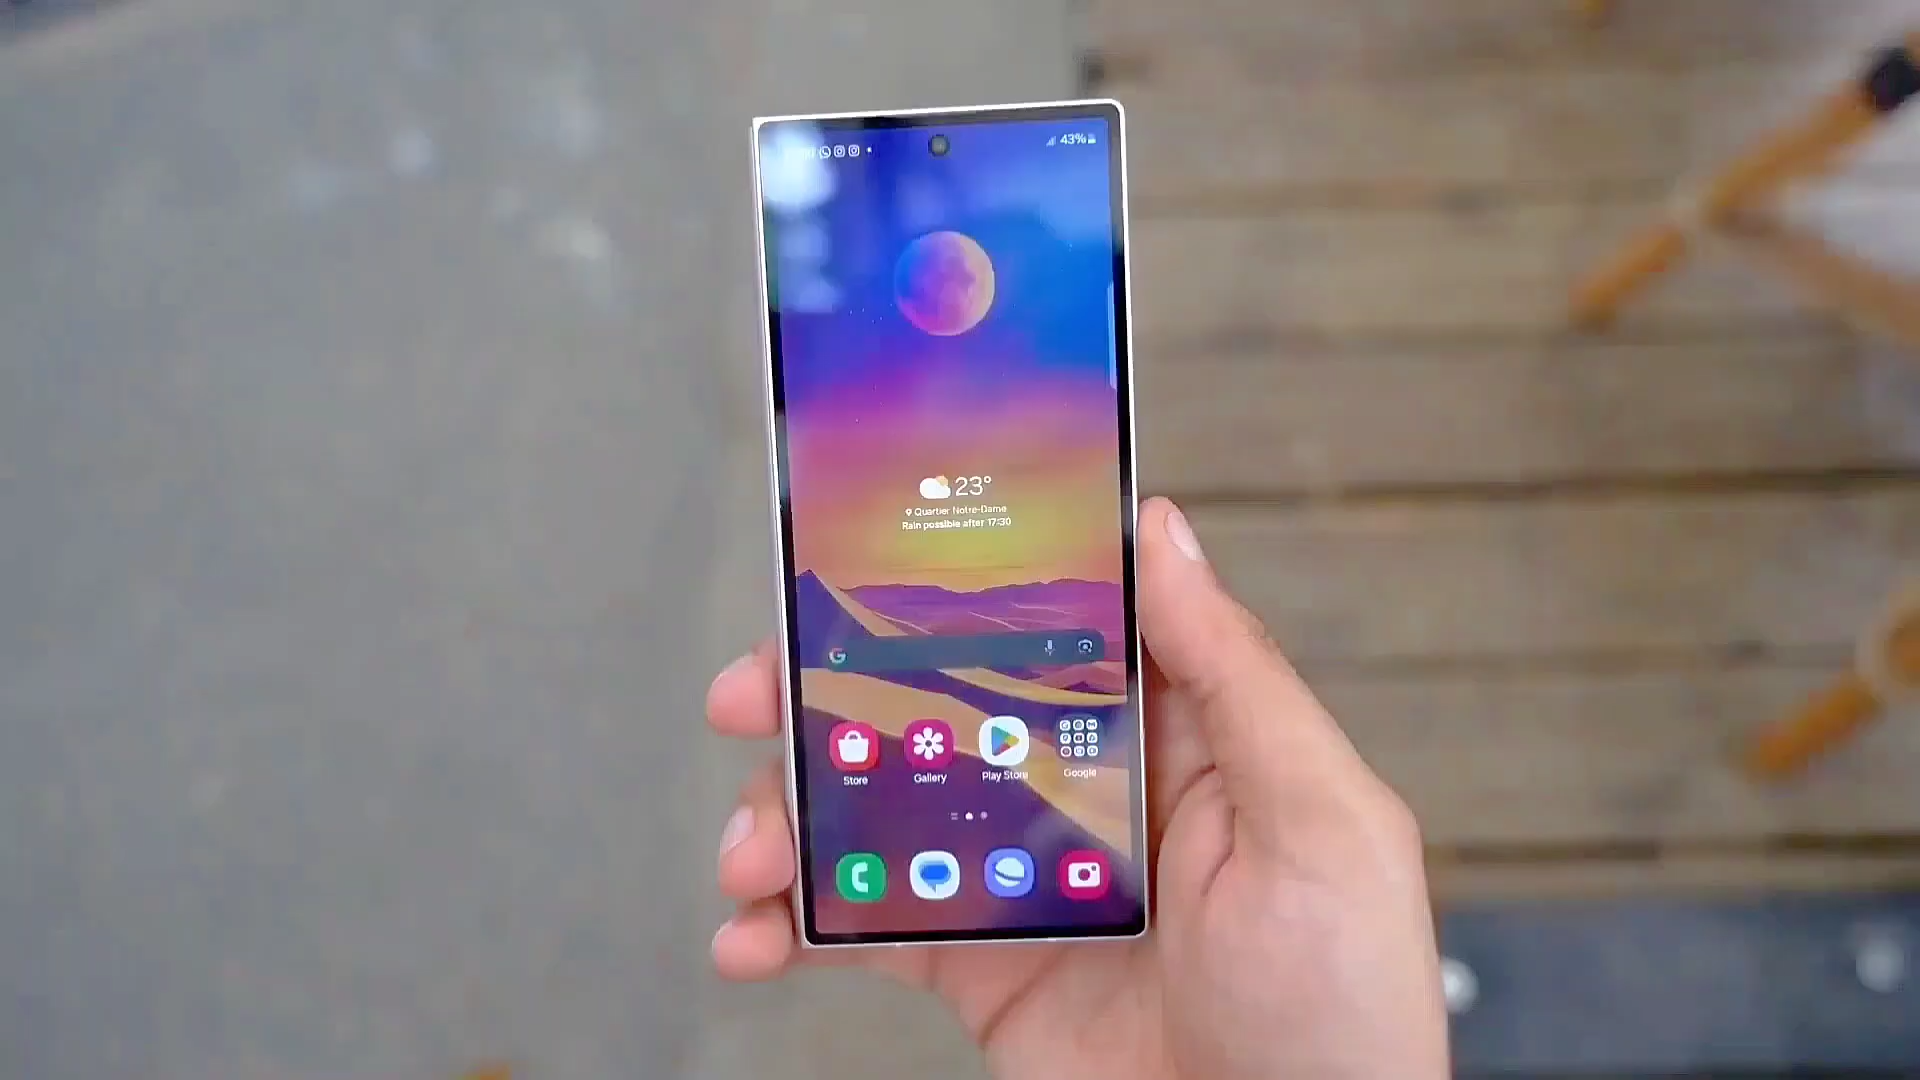 43%
23°
Quartier Notre-Dame
Rain possible after 17:30
G
Store Gallery Play Store Google